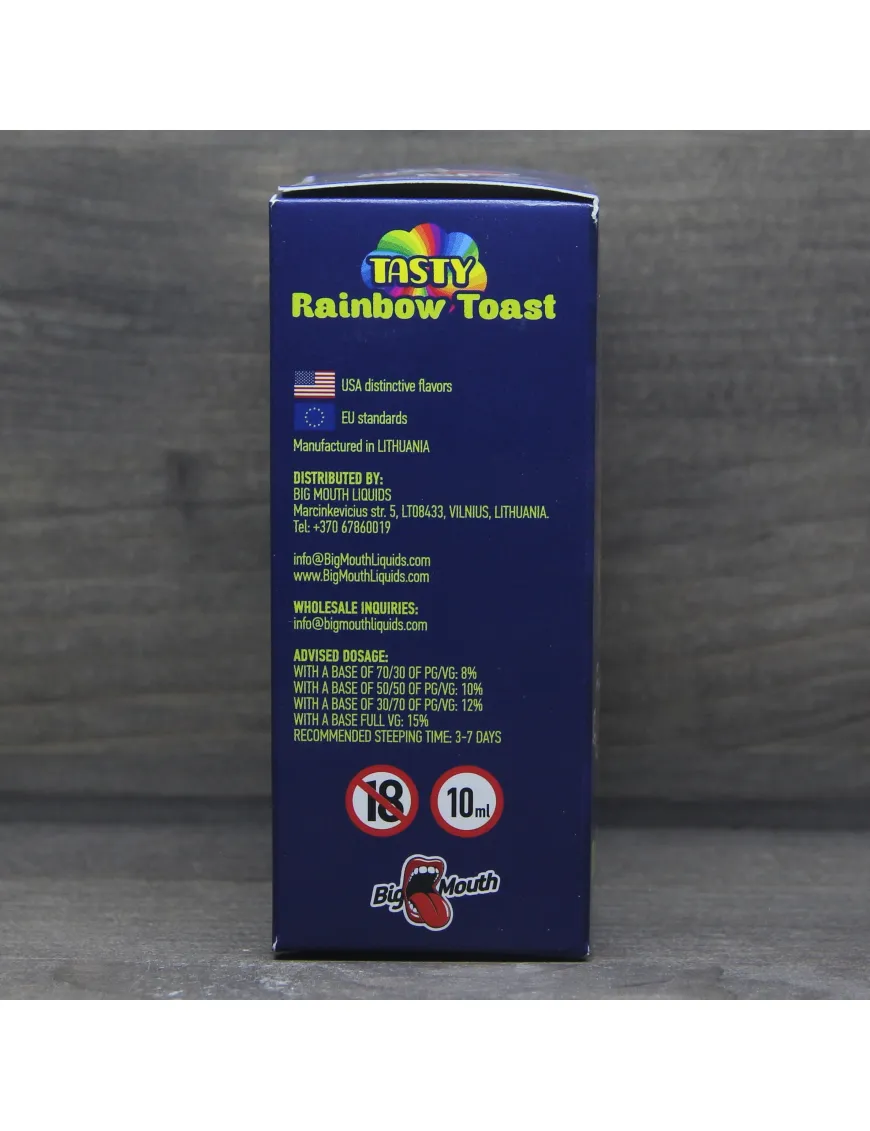 TASTY
Rainbow Toast
USA distinctive flavors
EU standards
Manufactured in LITHUANIA
DISTRIBUTED BY:
BIG MOUTH LIQUIDS
Marcinkevicius str. 5, LT08433, VILNIUS, LITHUANIA.
Tel: +370 67860019
info@BigMouthLiquids.com
www.BigMouthLiquids.com
WHOLESALE INQUIRIES:
info@bigmouthliquids.com
ADVISED DOSAGE:
WITH A BASE OF 70/30 OF PG/VG: 8%
WITH A BASE OF 50/50 OF PG/VG: 10%
WITH A BASE OF 30/70 OF PG/VG: 12%
WITH A BASE FULL VG: 15%
RECOMMENDED STEEPING TIME: 3-7 DAYS
18 10ml
Big Mouth